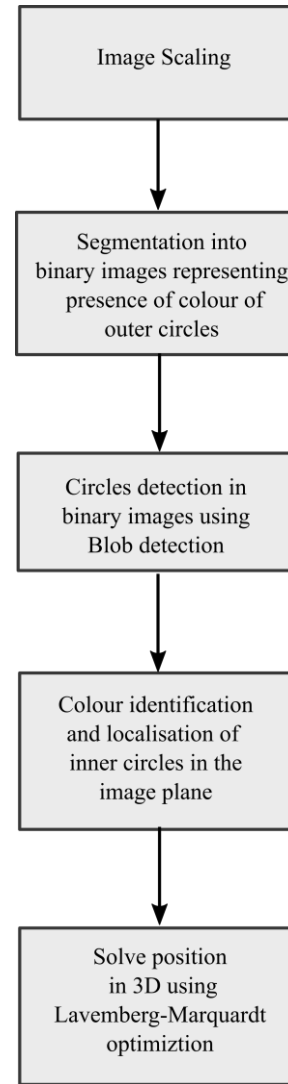 Image Scaling
Segmentation into
binary images representing
presence of colour of
outer circles
Circles detection in
binary images using
Blob detection
Colour identification
and localisation of
inner circles in the
image plane
Solve position
in 3D using
Lavemberg-Marquardt
optimiztion